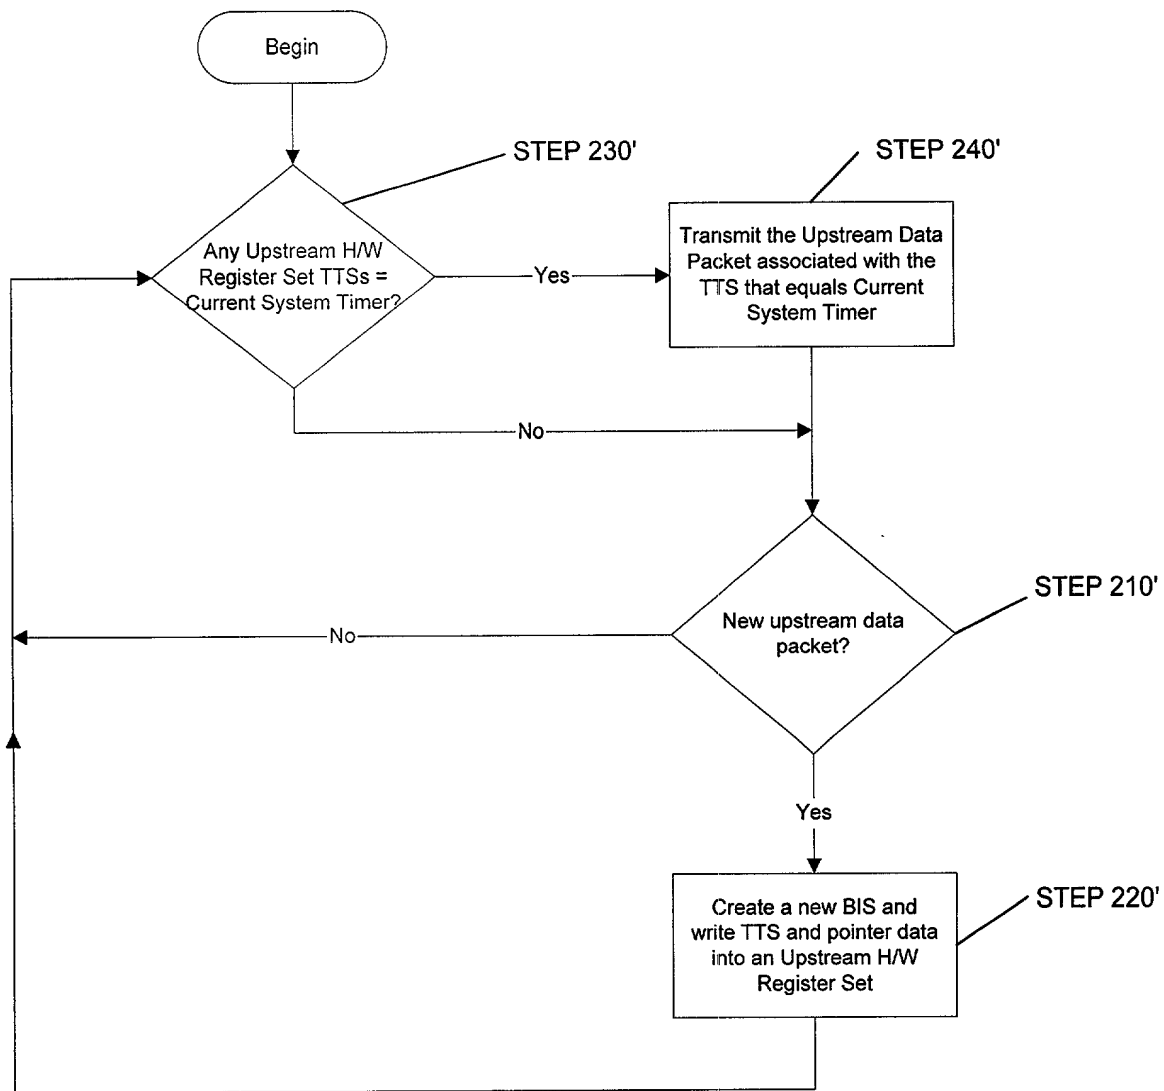 Begin
STEP 230'
STEP 240'
Any Upstream H/W
Register Set TTSs =
Current System Timer?
Yes
Transmit the Upstream Data
Packet associated with the
TTS that equals Current
System Timer
No
STEP 210'
New upstream data
packet?
No
Yes
STEP 220'
Create a new BIS and
write TTS and pointer data
into an Upstream H/W
Register Set